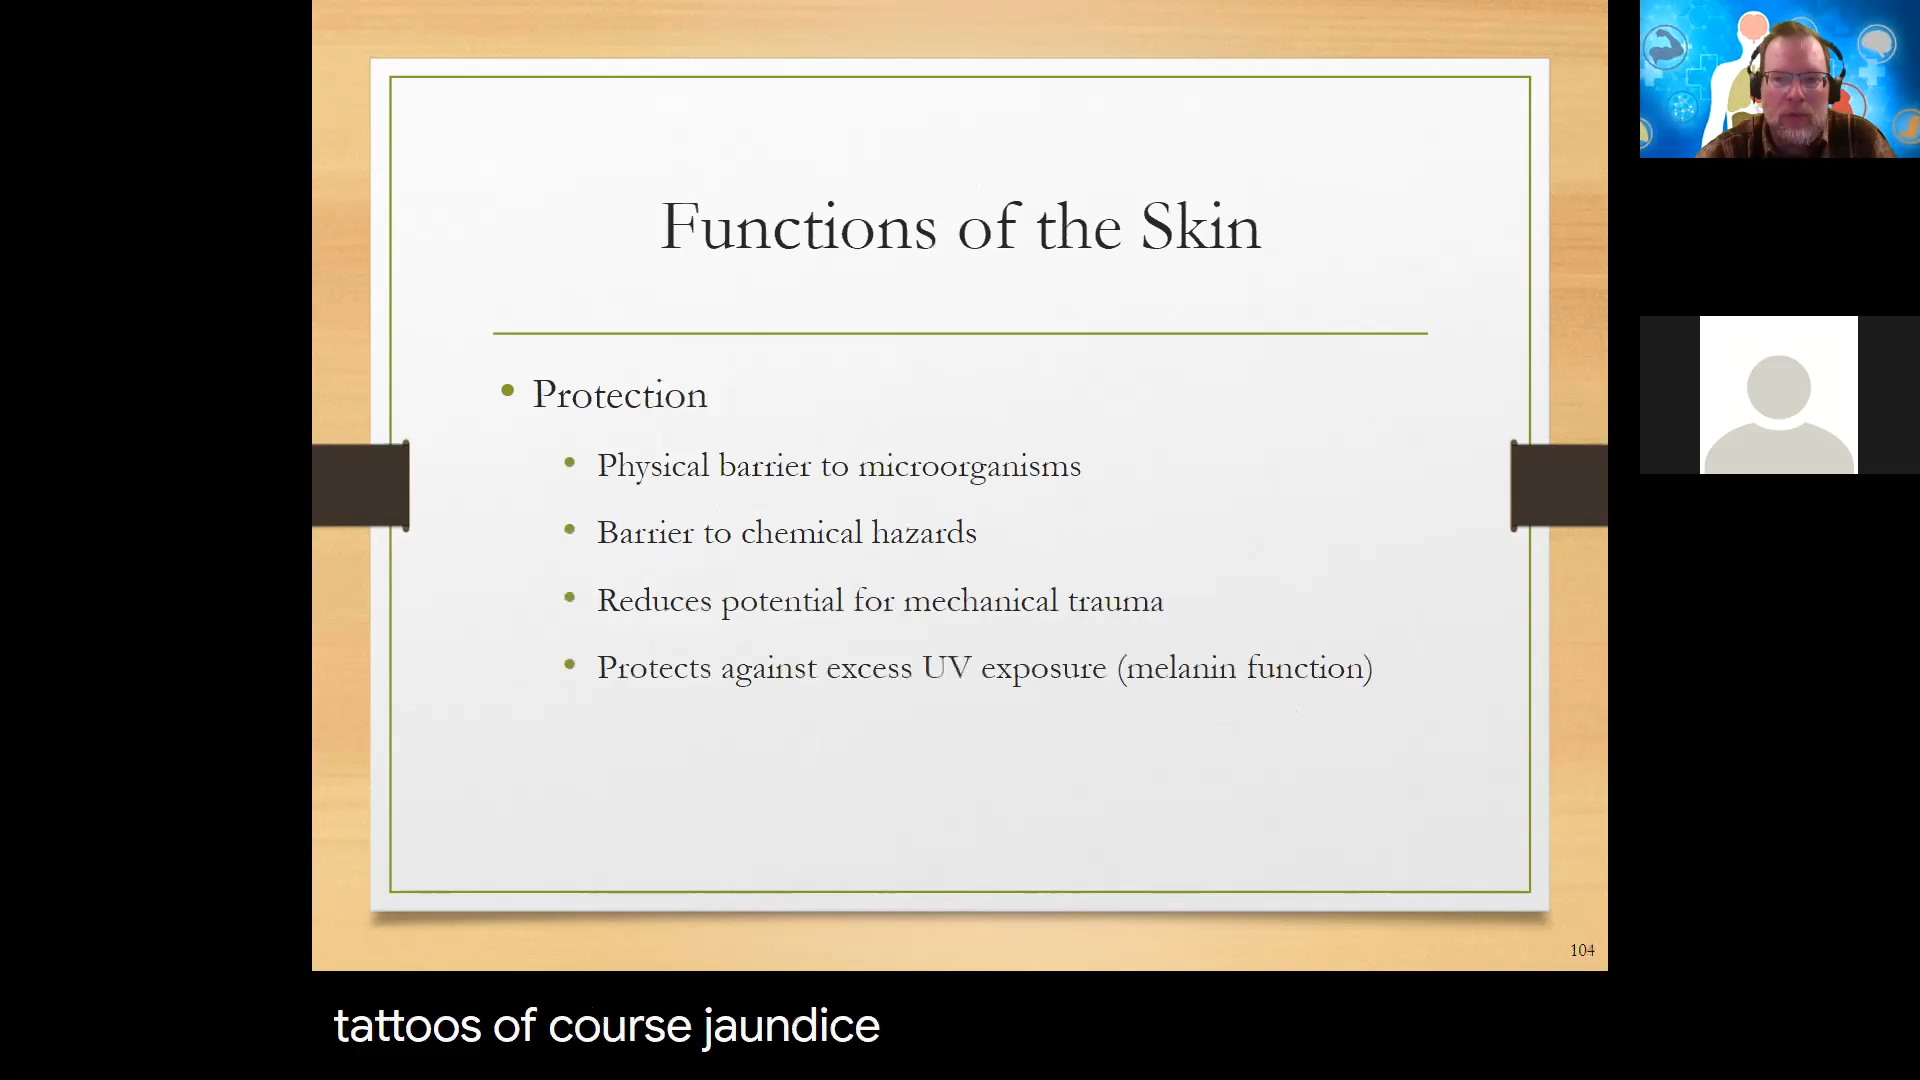 Functions of the Skin
• Protection
• Physical barrier to microorganisms
• Barrier to chemical hazards
• Reduces potential for mechanical trauma
• Protects against excess UV exposure (melanin function)
104
tattoos of course jaundice